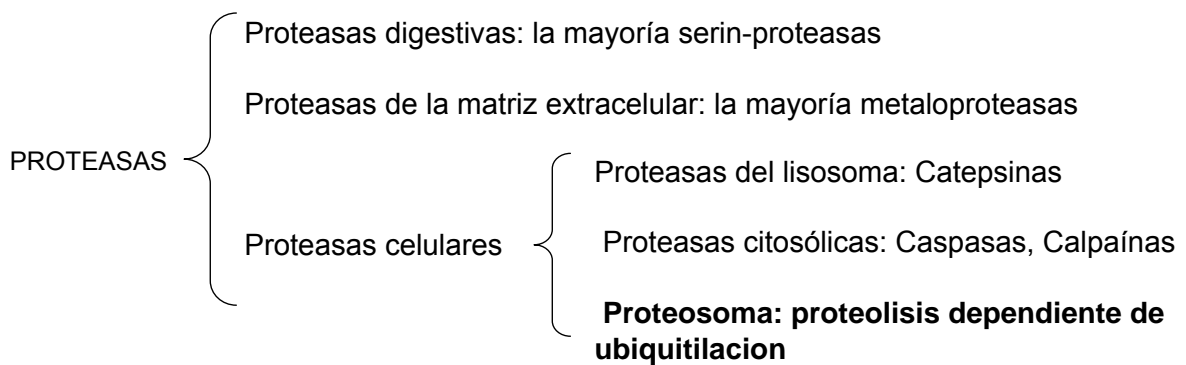 Proteasas digestivas: la mayoría serin-proteasas
Proteasas de la matriz extracelular: la mayoría metaloproteasas
PROTEASAS
Proteasas del lisosoma: Catepsinas
Proteasas celulares
Proteasas citosólicas: Caspasas, Calpaínas
Proteosoma: proteolisis dependiente de
ubiquitilacion